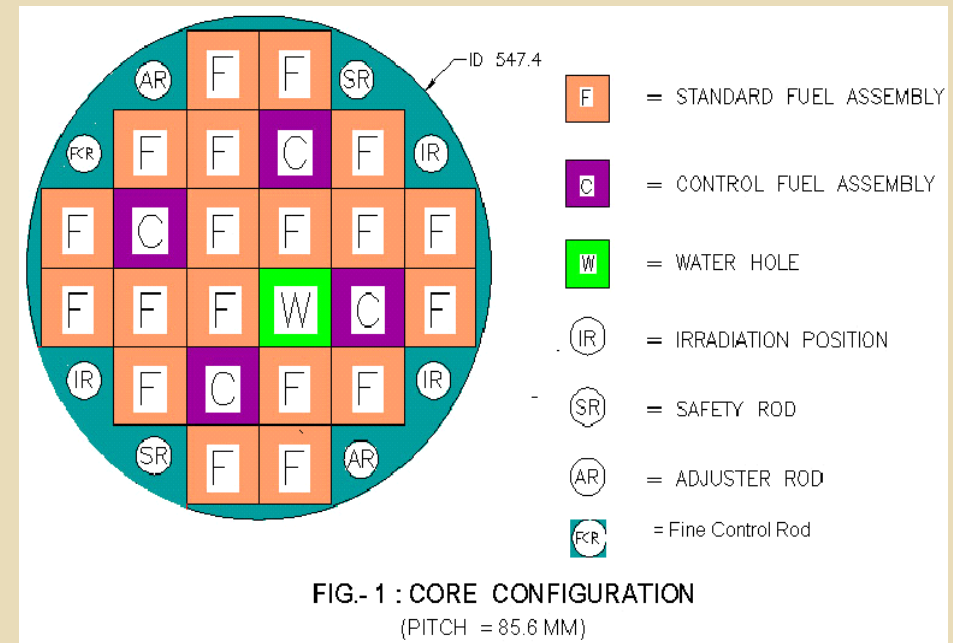 F F
AR SR
ID 547.4
F = STANDARD FUEL ASSEMBLY
F F C F
FCR IR
C = CONTROL FUEL ASSEMBLY
F C F F F F
W = WATER HOLE
F F F W C F
IR = IRRADIATION POSITION
IR F C F F IR
SR = SAFETY ROD
SR F F AR
AR = ADJUSTER ROD
FCR = Fine Control Rod
FIG.- 1 : CORE CONFIGURATION
(PITCH = 85.6 MM)